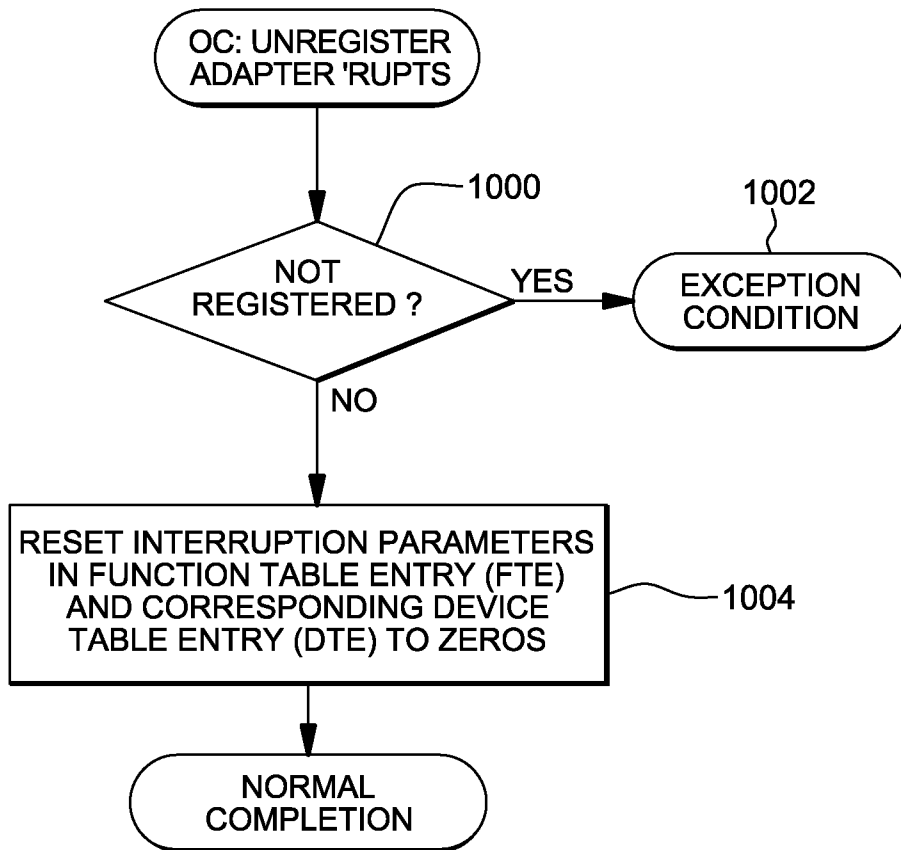 OC: UNREGISTER
ADAPTER 'RUPTS
1000
1002
NOT
REGISTERED ?
YES
EXCEPTION
CONDITION
NO
RESET INTERRUPTION PARAMETERS
IN FUNCTION TABLE ENTRY (FTE)
AND CORRESPONDING DEVICE
TABLE ENTRY (DTE) TO ZEROS
1004
NORMAL
COMPLETION